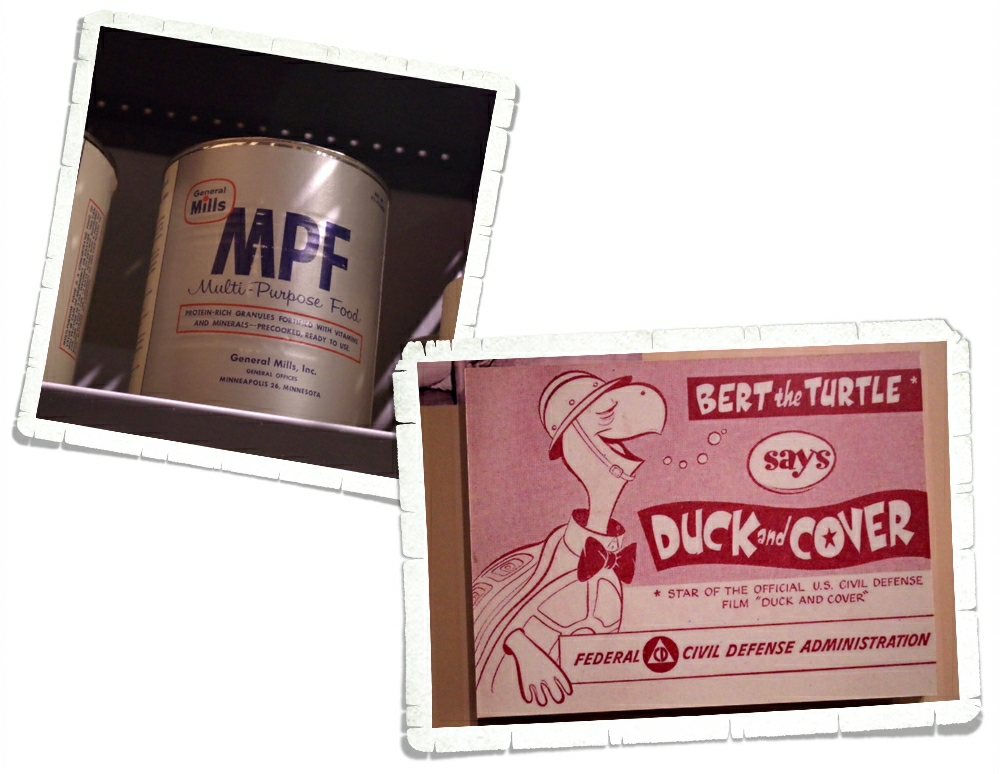 General
Mills
MPF
Multi-Purpose Food
PROTEIN-RICH GRANULES FORTIFIED WITH VITAMINS
AND MINERALS--PRECOOKED, READY TO USE
General Mills, Inc.
GENERAL OFFICES
MINNEAPOLIS 26, MINNESOTA
BERT the TURTLE *
says
DUCK and COVER
* STAR OF THE OFFICIAL U.S. CIVIL DEFENSE
FILM "DUCK AND COVER"
FEDERAL CD CIVIL DEFENSE ADMINISTRATION